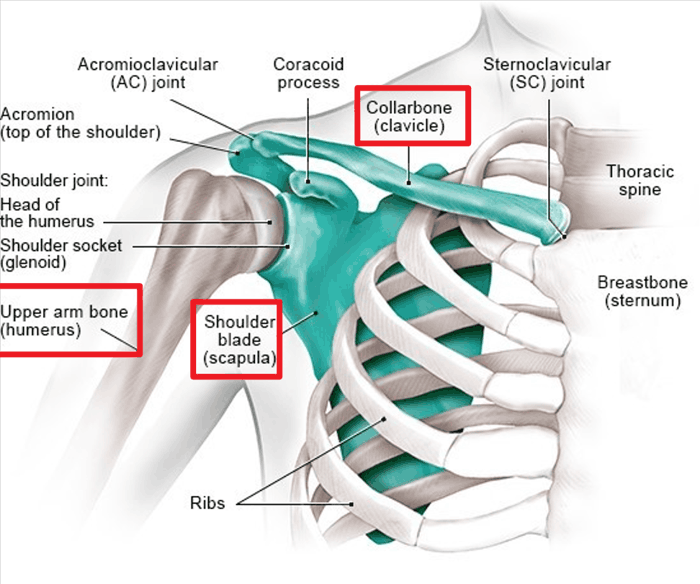 Acromioclavicular
(AC) joint
Coracoid
process
Sternoclavicular
(SC) joint
Acromion
(top of the shoulder)
Collarbone
(clavicle)
Thoracic
spine
Shoulder joint:
Head of
the humerus
Shoulder socket
(glenoid)
Breastbone
(sternum)
Upper arm bone
(humerus)
Shoulder
blade
(scapula)
Ribs